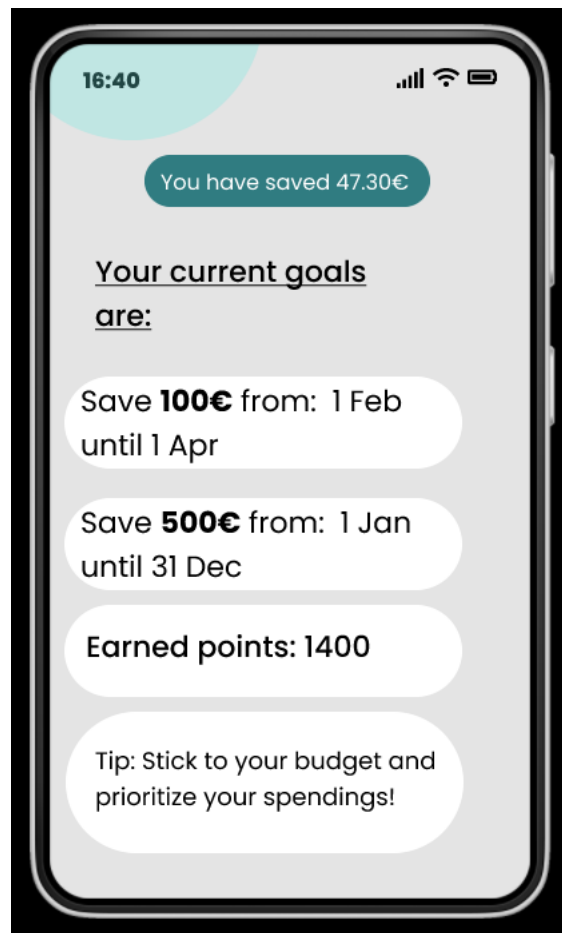 16:40
You have saved 47.30€
Your current goals
are:
Save 100€ from:  1 Feb
until 1 Apr
Save 500€ from:  1 Jan
until 31 Dec
Earned points: 1400
Tip: Stick to your budget and
prioritize your spendings!